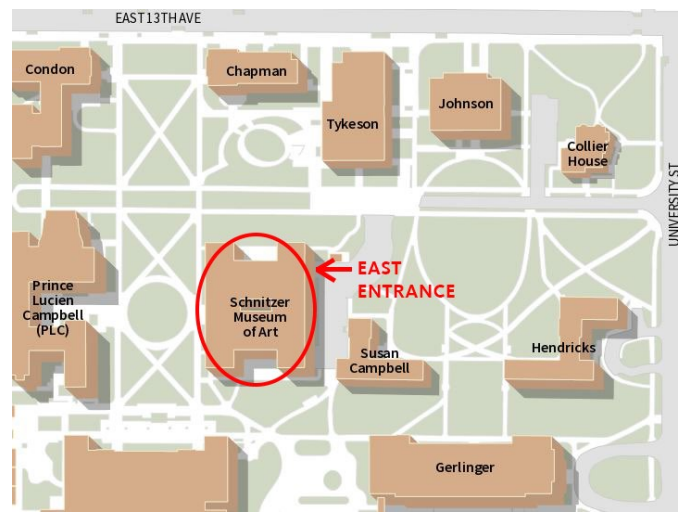 EAST 13TH AVE
Condon
Chapman
Tykeson
Johnson
Collier
House
UNIVERSITY ST
Prince
Lucien
Campbell
(PLC)
Schnitzer
Museum
of Art
EAST
ENTRANCE
Susan
Campbell
Hendricks
Gerlinger